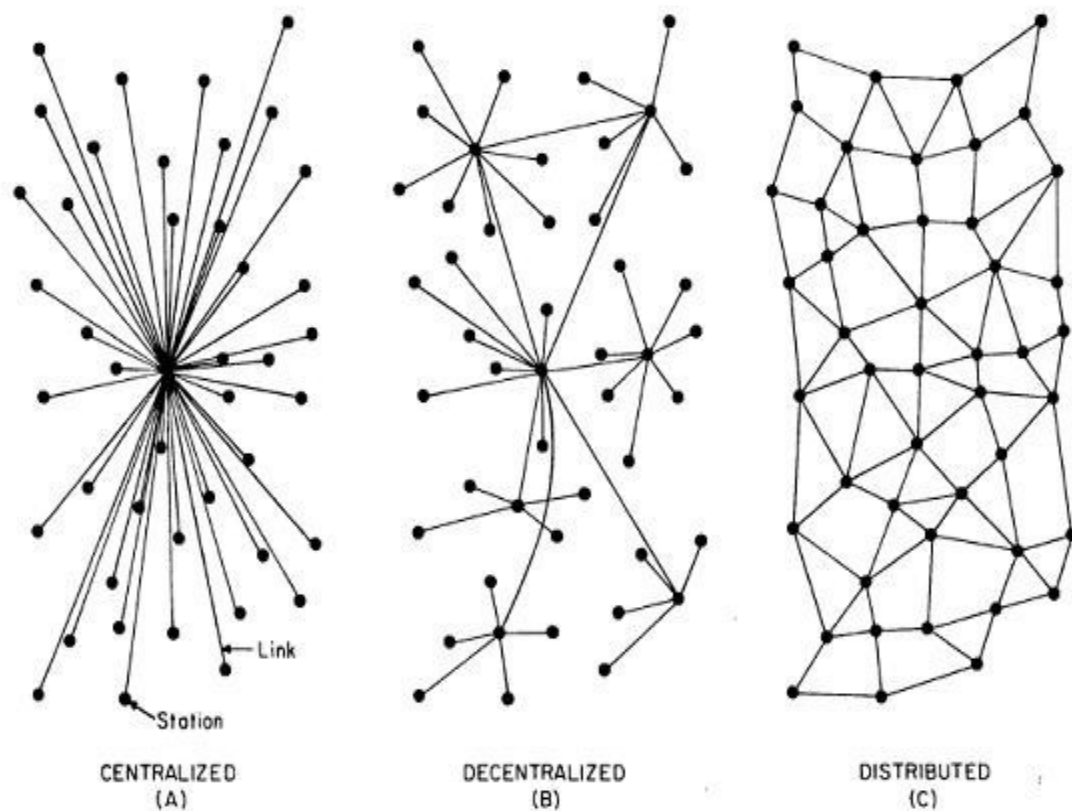 Link
Station
CENTRALIZED
(A)
DECENTRALIZED
(B)
DISTRIBUTED
(C)